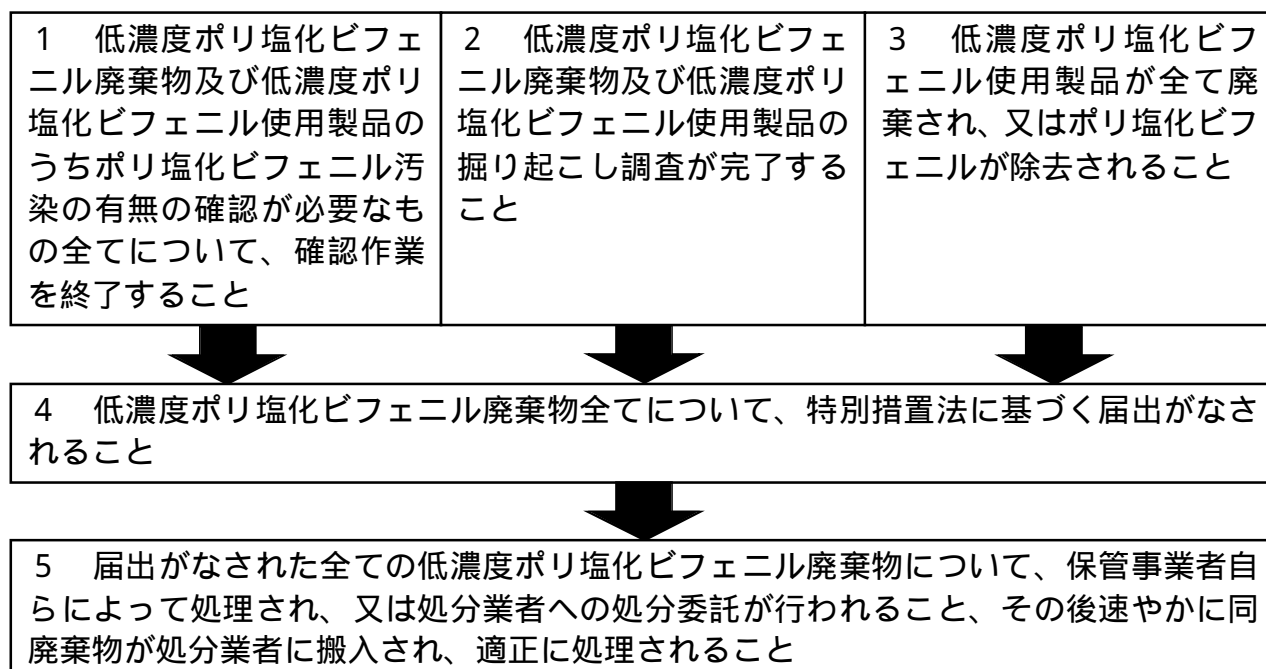 1　低濃度ポリ塩化ビフェ
ニル廃棄物及び低濃度ポリ
塩化ビフェニル使用製品の
うちポリ塩化ビフェニル汚
染の有無の確認が必要なも
の全てについて、確認作業
を終了すること
2　低濃度ポリ塩化ビフェ
ニル廃棄物及び低濃度ポリ
塩化ビフェニル使用製品の
掘り起こし調査が完了する
こと
3　低濃度ポリ塩化ビフ
ェニル使用製品が全て廃
棄され、又はポリ塩化ビフ
ェニルが除去されること
4　低濃度ポリ塩化ビフェニル廃棄物全てについて、特別措置法に基づく届出がなさ
れること
5　届出がなされた全ての低濃度ポリ塩化ビフェニル廃棄物について、保管事業者自
らによって処理され、又は処分業者への処分委託が行われること、その後速やかに同
廃棄物が処分業者に搬入され、適正に処理されること